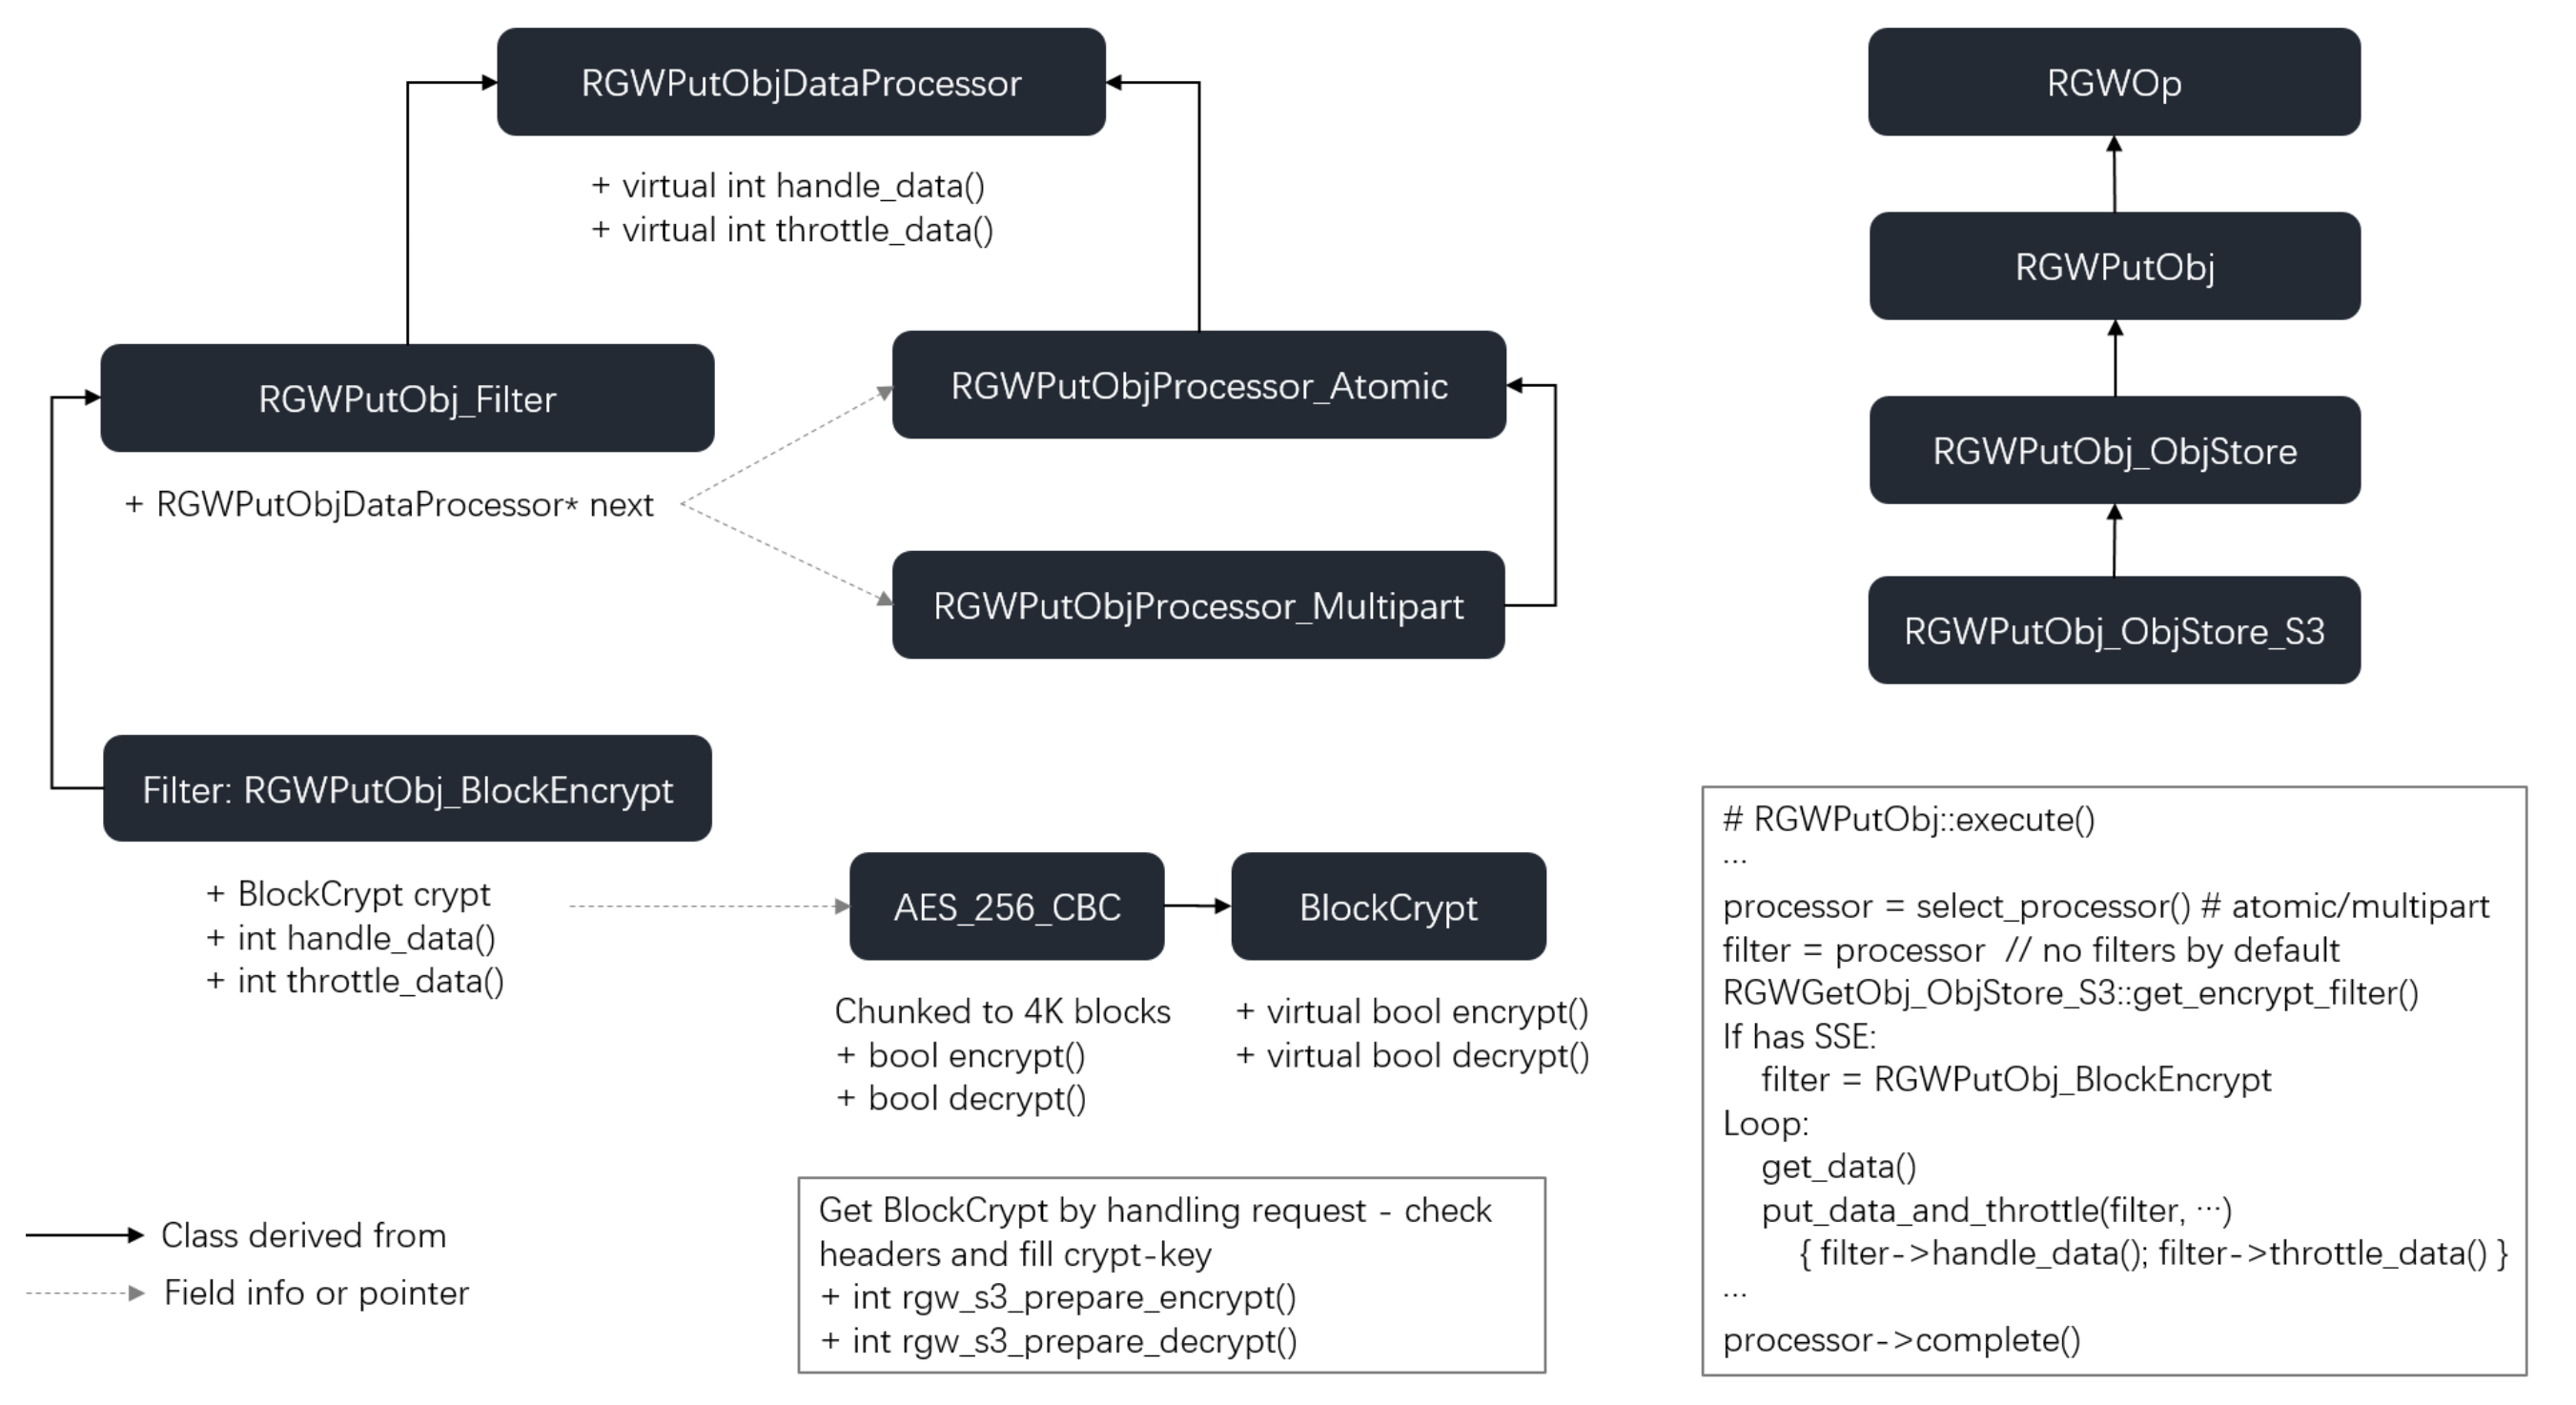 RGWPutObjDataProcessor
+ virtual int handle_data()
+ virtual int throttle_data()
RGWPutObj_Filter
+ RGWPutObjDataProcessor* next
RGWPutObjProcessor_Atomic
RGWPutObjProcessor_Multipart
Filter: RGWPutObj_BlockEncrypt
+ BlockCrypt crypt
+ int handle_data()
+ int throttle_data()
AES_256_CBC
Chunked to 4K blocks
+ bool encrypt()
+ bool decrypt()
BlockCrypt
+ virtual bool encrypt()
+ virtual bool decrypt()
Class derived from
Field info or pointer
Get BlockCrypt by handling request - check
headers and fill crypt-key
+ int rgw_s3_prepare_encrypt()
+ int rgw_s3_prepare_decrypt()
RGWOp
RGWPutObj
RGWPutObj_ObjStore
RGWPutObj_ObjStore_S3
# RGWPutObj::execute()
...
processor = select_processor() # atomic/multipart
filter = processor  // no filters by default
RGWGetObj_ObjStore_S3::get_encrypt_filter()
If has SSE:
filter = RGWPutObj_BlockEncrypt
Loop:
get_data()
put_data_and_throttle(filter, ···)
{ filter->handle_data(); filter->throttle_data() }
...
processor->complete()